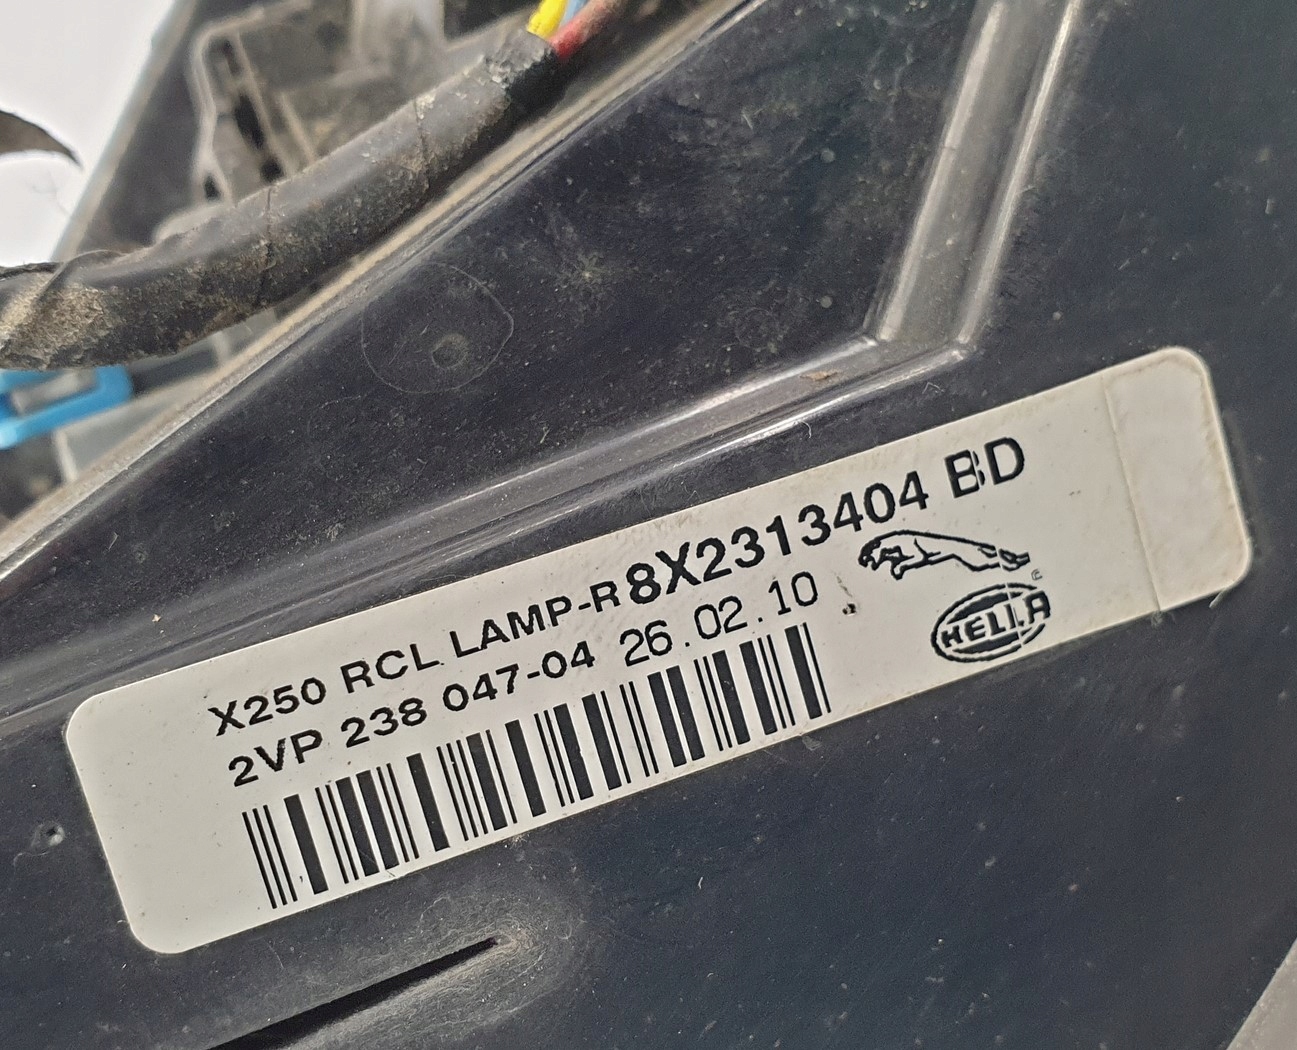 X250 RCL LAMP-R 8X2313404 BD
2VP 238 047-04 26.02.10
HELLA